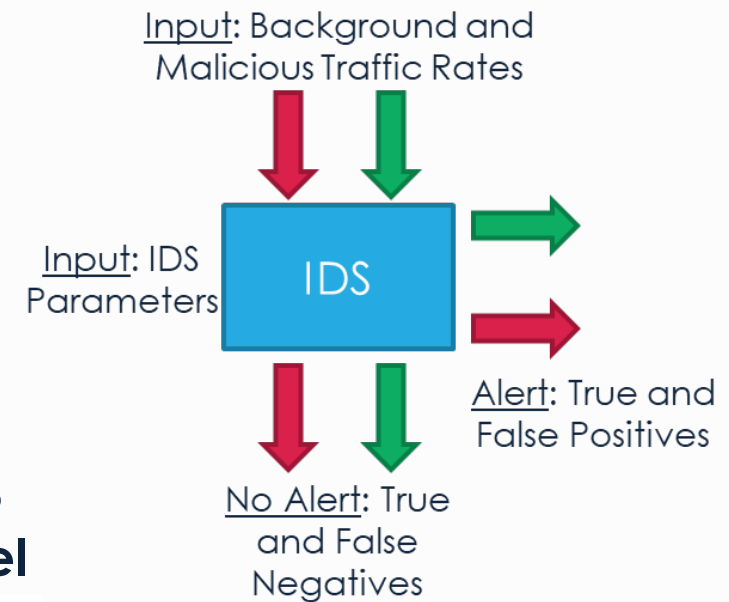 Input: Background and
Malicious Traffic Rates
Input: IDS
Parameters
IDS
Alert: True and
False Positives
No Alert: True
and False
Negatives
el